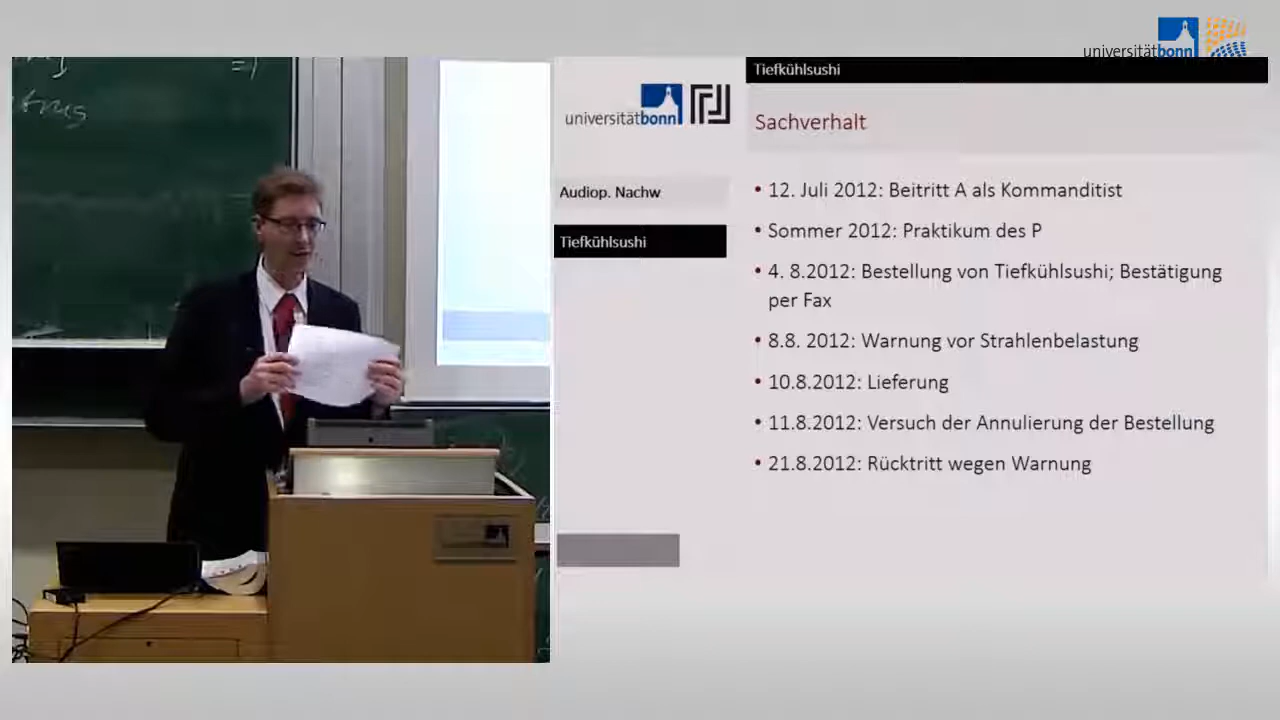 universitätbonn
Tiefkühlsushi
universitätbonn
Sachverhalt
Audiop. Nachw
Tiefkühlsushi
• 12. Juli 2012: Beitritt A als Kommanditist
• Sommer 2012: Praktikum des P
• 4. 8.2012: Bestellung von Tiefkühlsushi; Bestätigung
per Fax
• 8.8. 2012: Warnung vor Strahlenbelastung
• 10.8.2012: Lieferung
• 11.8.2012: Versuch der Annulierung der Bestellung
• 21.8.2012: Rücktritt wegen Warnung